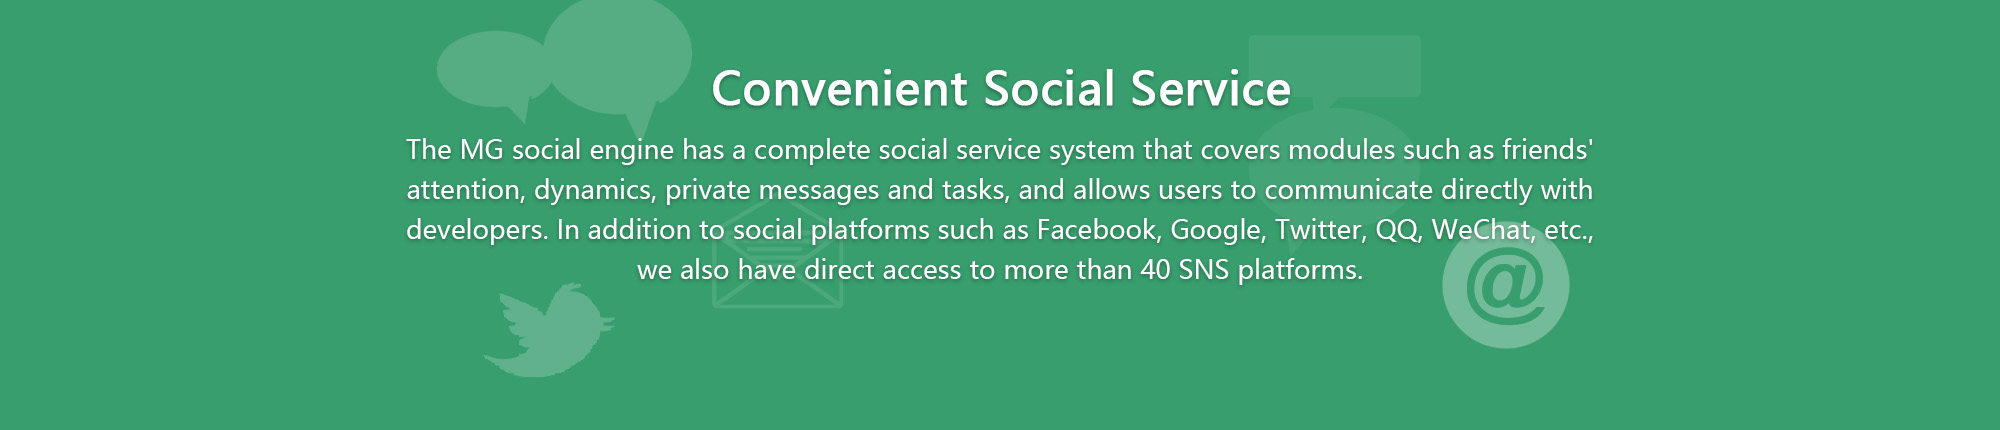 Convenient Social Service
The MG social engine has a complete social service system that covers modules such as friends'
attention, dynamics, private messages and tasks, and allows users to communicate directly with
developers. In addition to social platforms such as Facebook, Google, Twitter, QQ, WeChat, etc.,
we also have direct access to more than 40 SNS platforms.
@